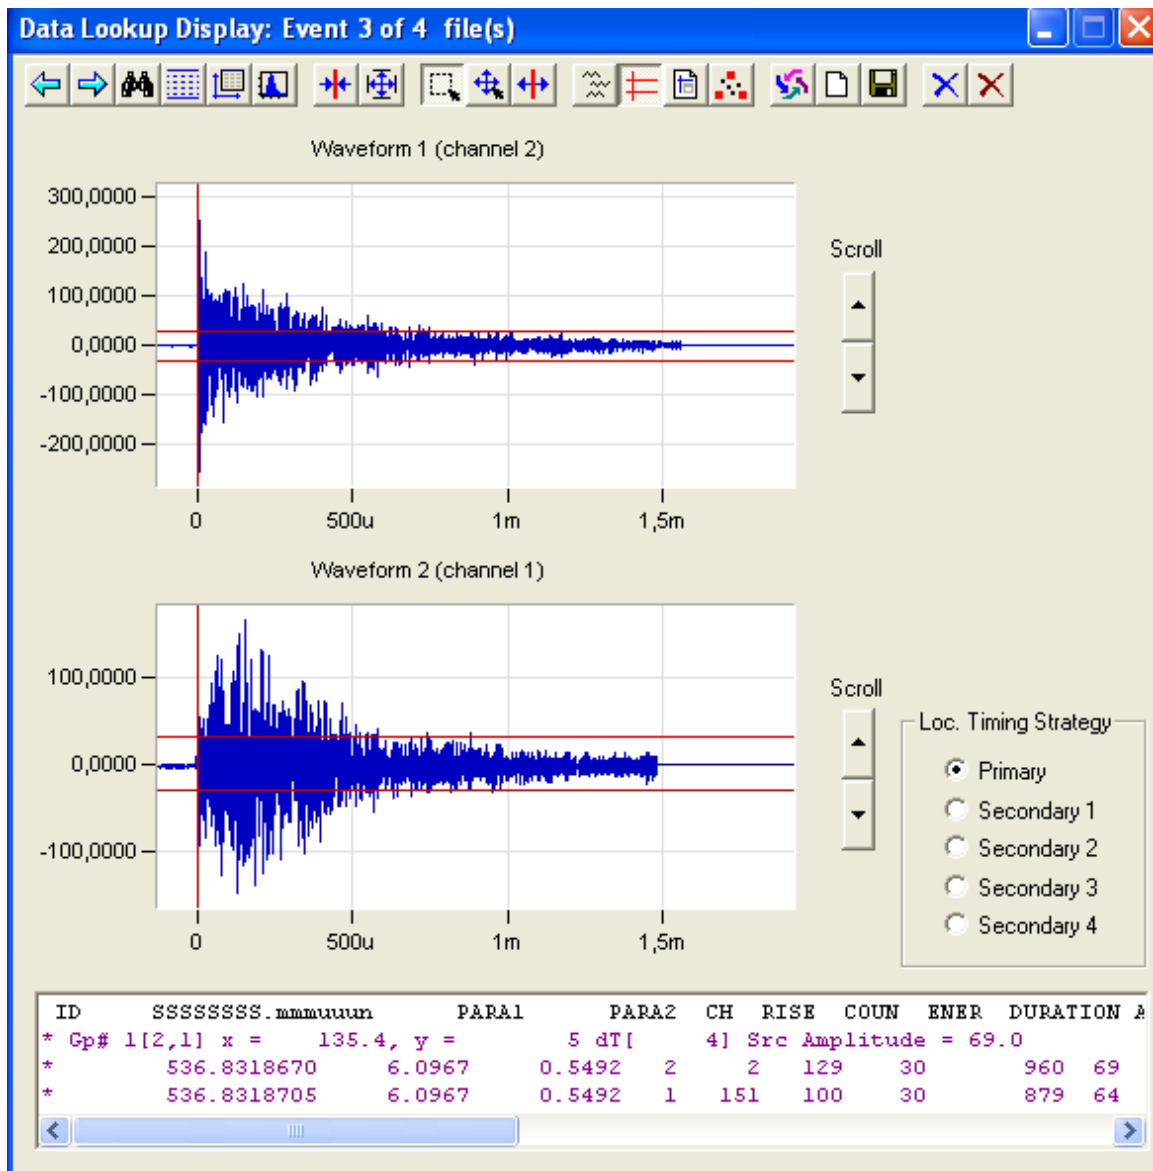 Data Lookup Display: Event 3 of 4 file(s)
Waveform 1 (channel 2)
300,0000
200,0000
100,0000
0,0000
-100,0000
-200,0000
0 500u 1m 1,5m
Scroll
Waveform 2 (channel 1)
100,0000
0,0000
-100,0000
0 500u 1m 1,5m
Scroll
Loc. Timing Strategy
Primary
Secondary 1
Secondary 2
Secondary 3
Secondary 4
ID SSSSSSSS.mmmuuun PARA1 PARA2 CH RISE COUN ENER DURATION A
* Gp# 1[2,1] x = 135.4, y = 5 dT[ 4] Src Amplitude = 69.0
* 536.8318670 6.0967 0.5492 2 2 129 30 960 69
* 536.8318705 6.0967 0.5492 1 151 100 30 879 64